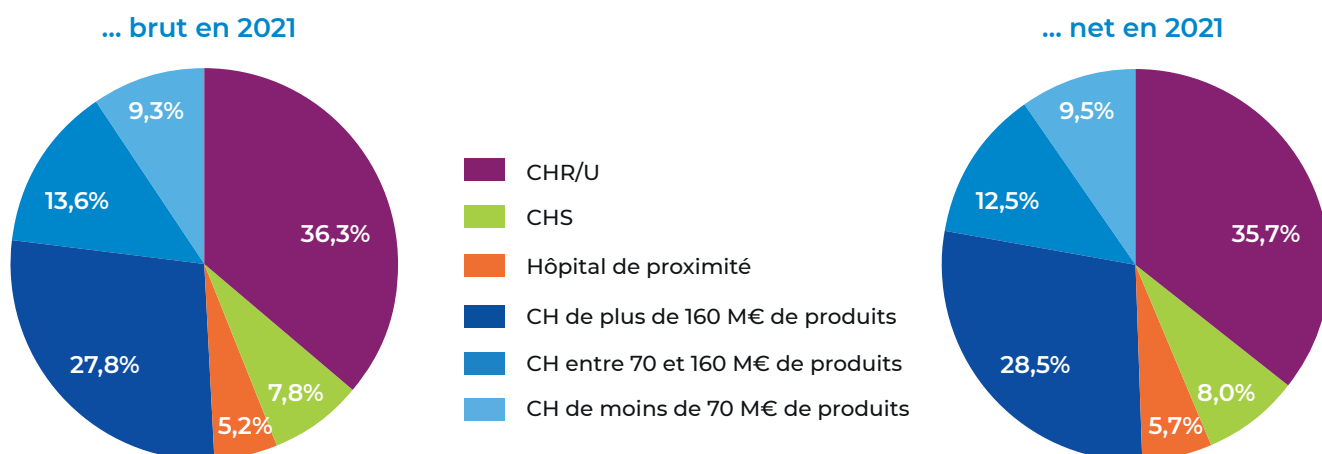 ... brut en 2021
9,3%
13,6%
36,3%
27,8%
7,8%
5,2%
CHR/U
CHS
Hôpital de proximité
CH de plus de 160 M€ de produits
CH entre 70 et 160 M€ de produits
CH de moins de 70 M€ de produits
... net en 2021
9,5%
12,5%
35,7%
28,5%
8,0%
5,7%